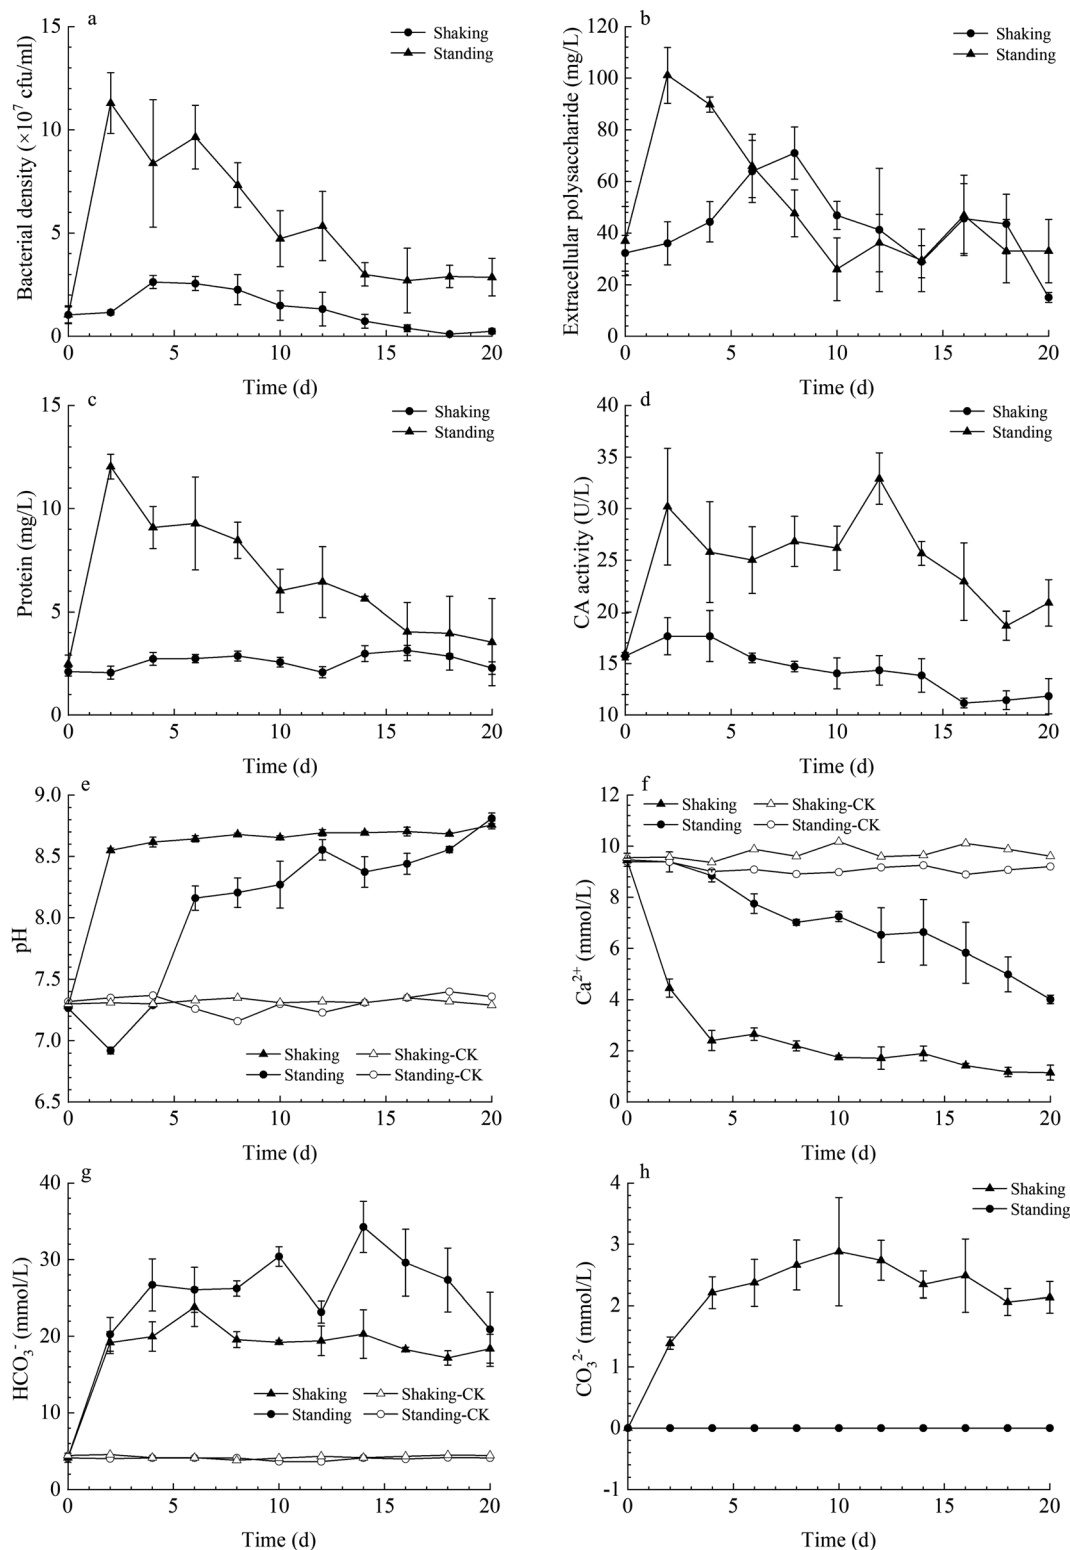 a
Bacterial density (×10⁷ cfu/ml)
15
10
5
0
Shaking
Standing
0 5 10 15 20
Time (d)
b
Extracellular polysaccharide (mg/L)
120
100
80
60
40
20
0
Shaking
Standing
0 5 10 15 20
Time (d)
c
Protein (mg/L)
15
10
5
0
Shaking
Standing
0 5 10 15 20
Time (d)
d
CA activity (U/L)
40
35
30
25
20
15
10
Shaking
Standing
0 5 10 15 20
Time (d)
e
pH
9.0
8.5
8.0
7.5
7.0
6.5
Shaking Shaking-CK
Standing Standing-CK
0 5 10 15 20
Time (d)
f
Ca²⁺ (mmol/L)
12
10
8
6
4
2
0
Shaking Shaking-CK
Standing Standing-CK
0 5 10 15 20
Time (d)
g
HCO₃⁻ (mmol/L)
40
30
20
10
0
Shaking Shaking-CK
Standing Standing-CK
0 5 10 15 20
Time (d)
h
CO₃²⁻ (mmol/L)
4
3
2
1
0
-1
Shaking
Standing
0 5 10 15 20
Time (d)